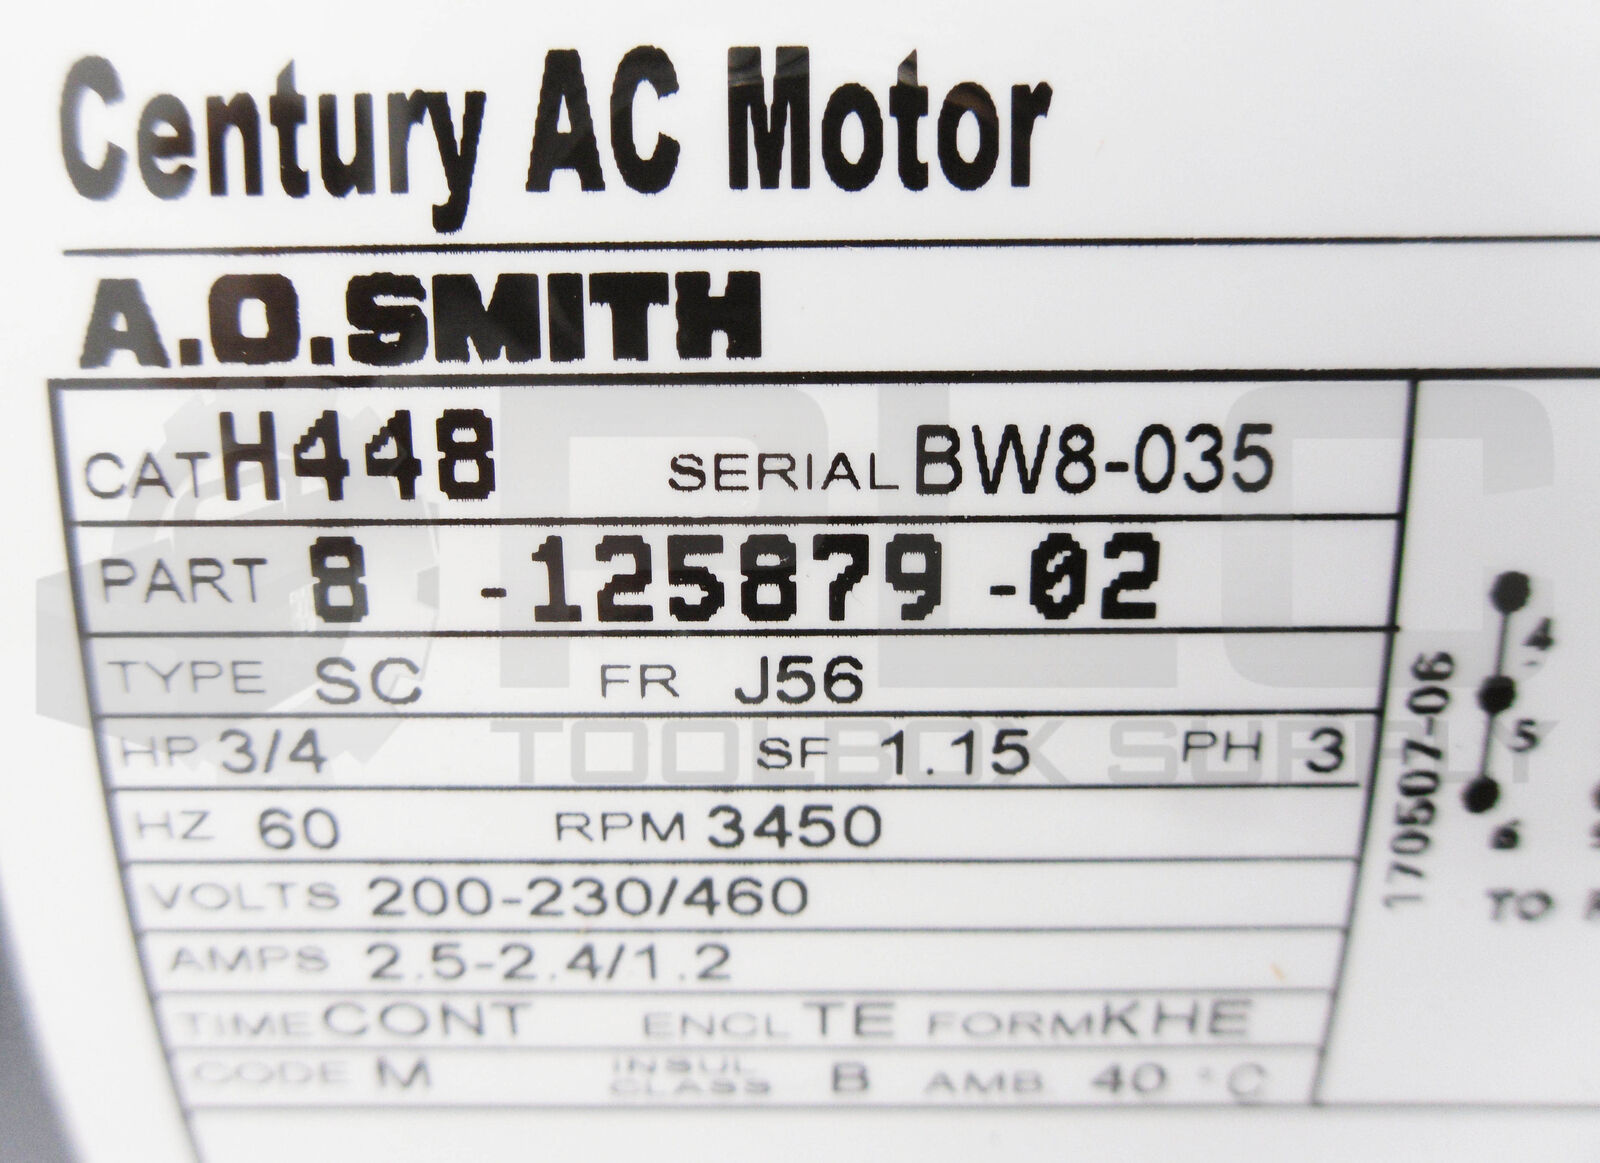 Century AC Motor
A.O.SMITH
CAT H448 SERIAL BW8-035
PART 8 -125879-02
TYPE SC FR J56
HP 3/4 SF 1.15 PH 3
HZ 60 RPM 3450
VOLTS 200-230/460
AMPS 2.5-2.4/1.2
TIME CONT ENCL TE FORM KHE
CODE M INSUL CLASS B AMB 40 °C
170507-06
4
5
6
TO
PLC
TOOLBOX SUPPLY